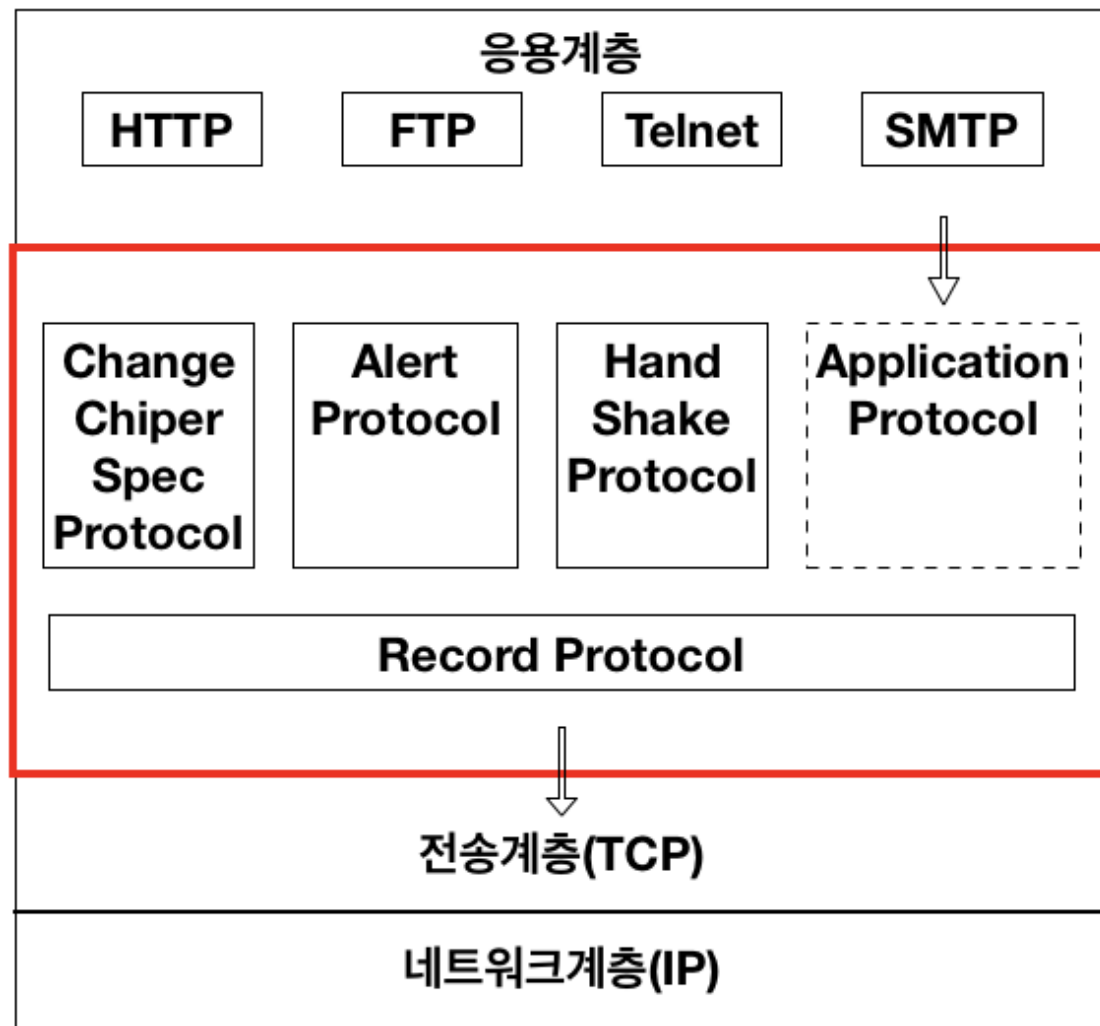 응용계층
HTTP
FTP
Telnet
SMTP
Change
Chiper
Spec
Protocol
Alert
Protocol
Hand
Shake
Protocol
Application
Protocol
Record Protocol
전송계층(TCP)
네트워크계층(IP)